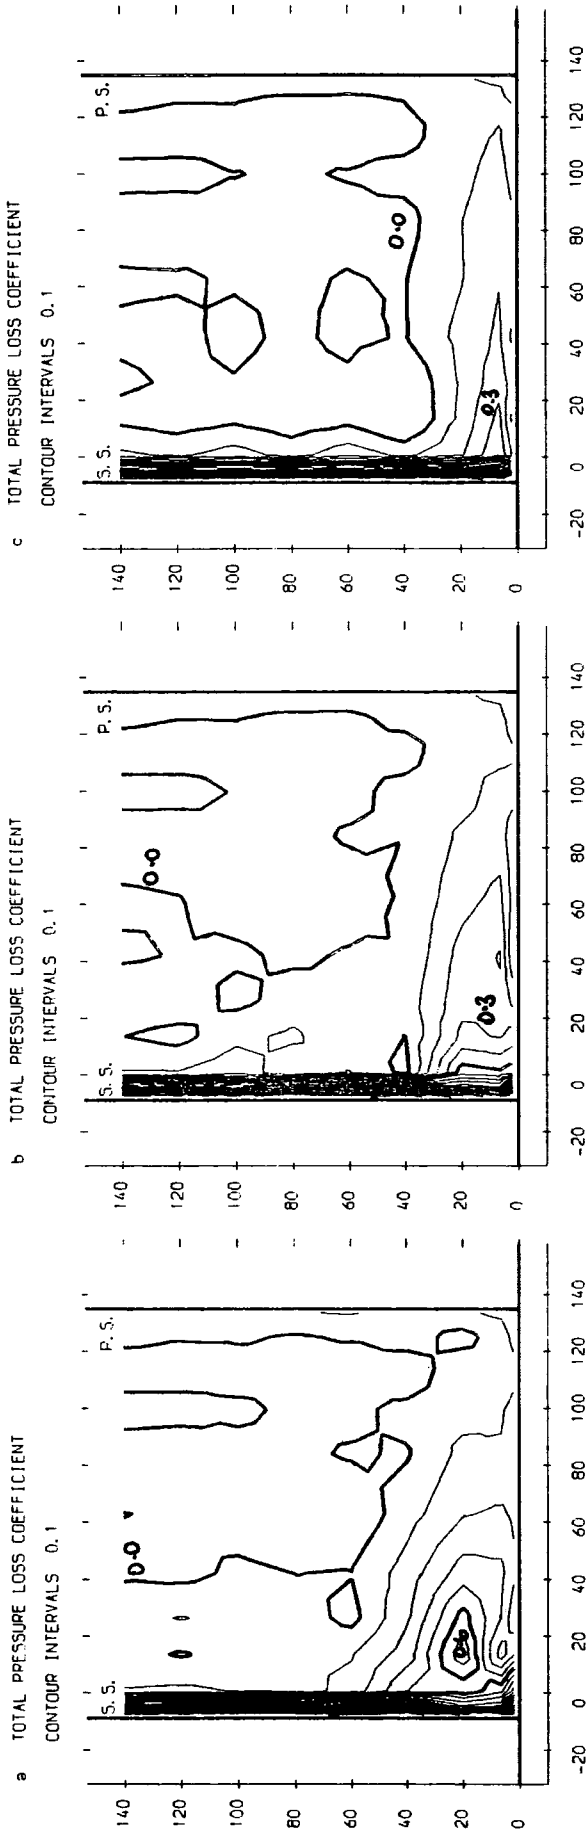 a TOTAL PRESSURE LOSS COEFFICIENT
CONTOUR INTERVALS 0.1
S.S. P.S.
140
120
100
80
60
40
20
0
0.0
0.6
-20 0 20 40 60 80 100 120 140
b TOTAL PRESSURE LOSS COEFFICIENT
CONTOUR INTERVALS 0.1
S.S. P.S.
140
120
100
80
60
40
20
0
0.0
0.3
-20 0 20 40 60 80 100 120 140
c TOTAL PRESSURE LOSS COEFFICIENT
CONTOUR INTERVALS 0.1
S.S. P.S.
140
120
100
80
60
40
20
0
0.0
0.3
-20 0 20 40 60 80 100 120 140